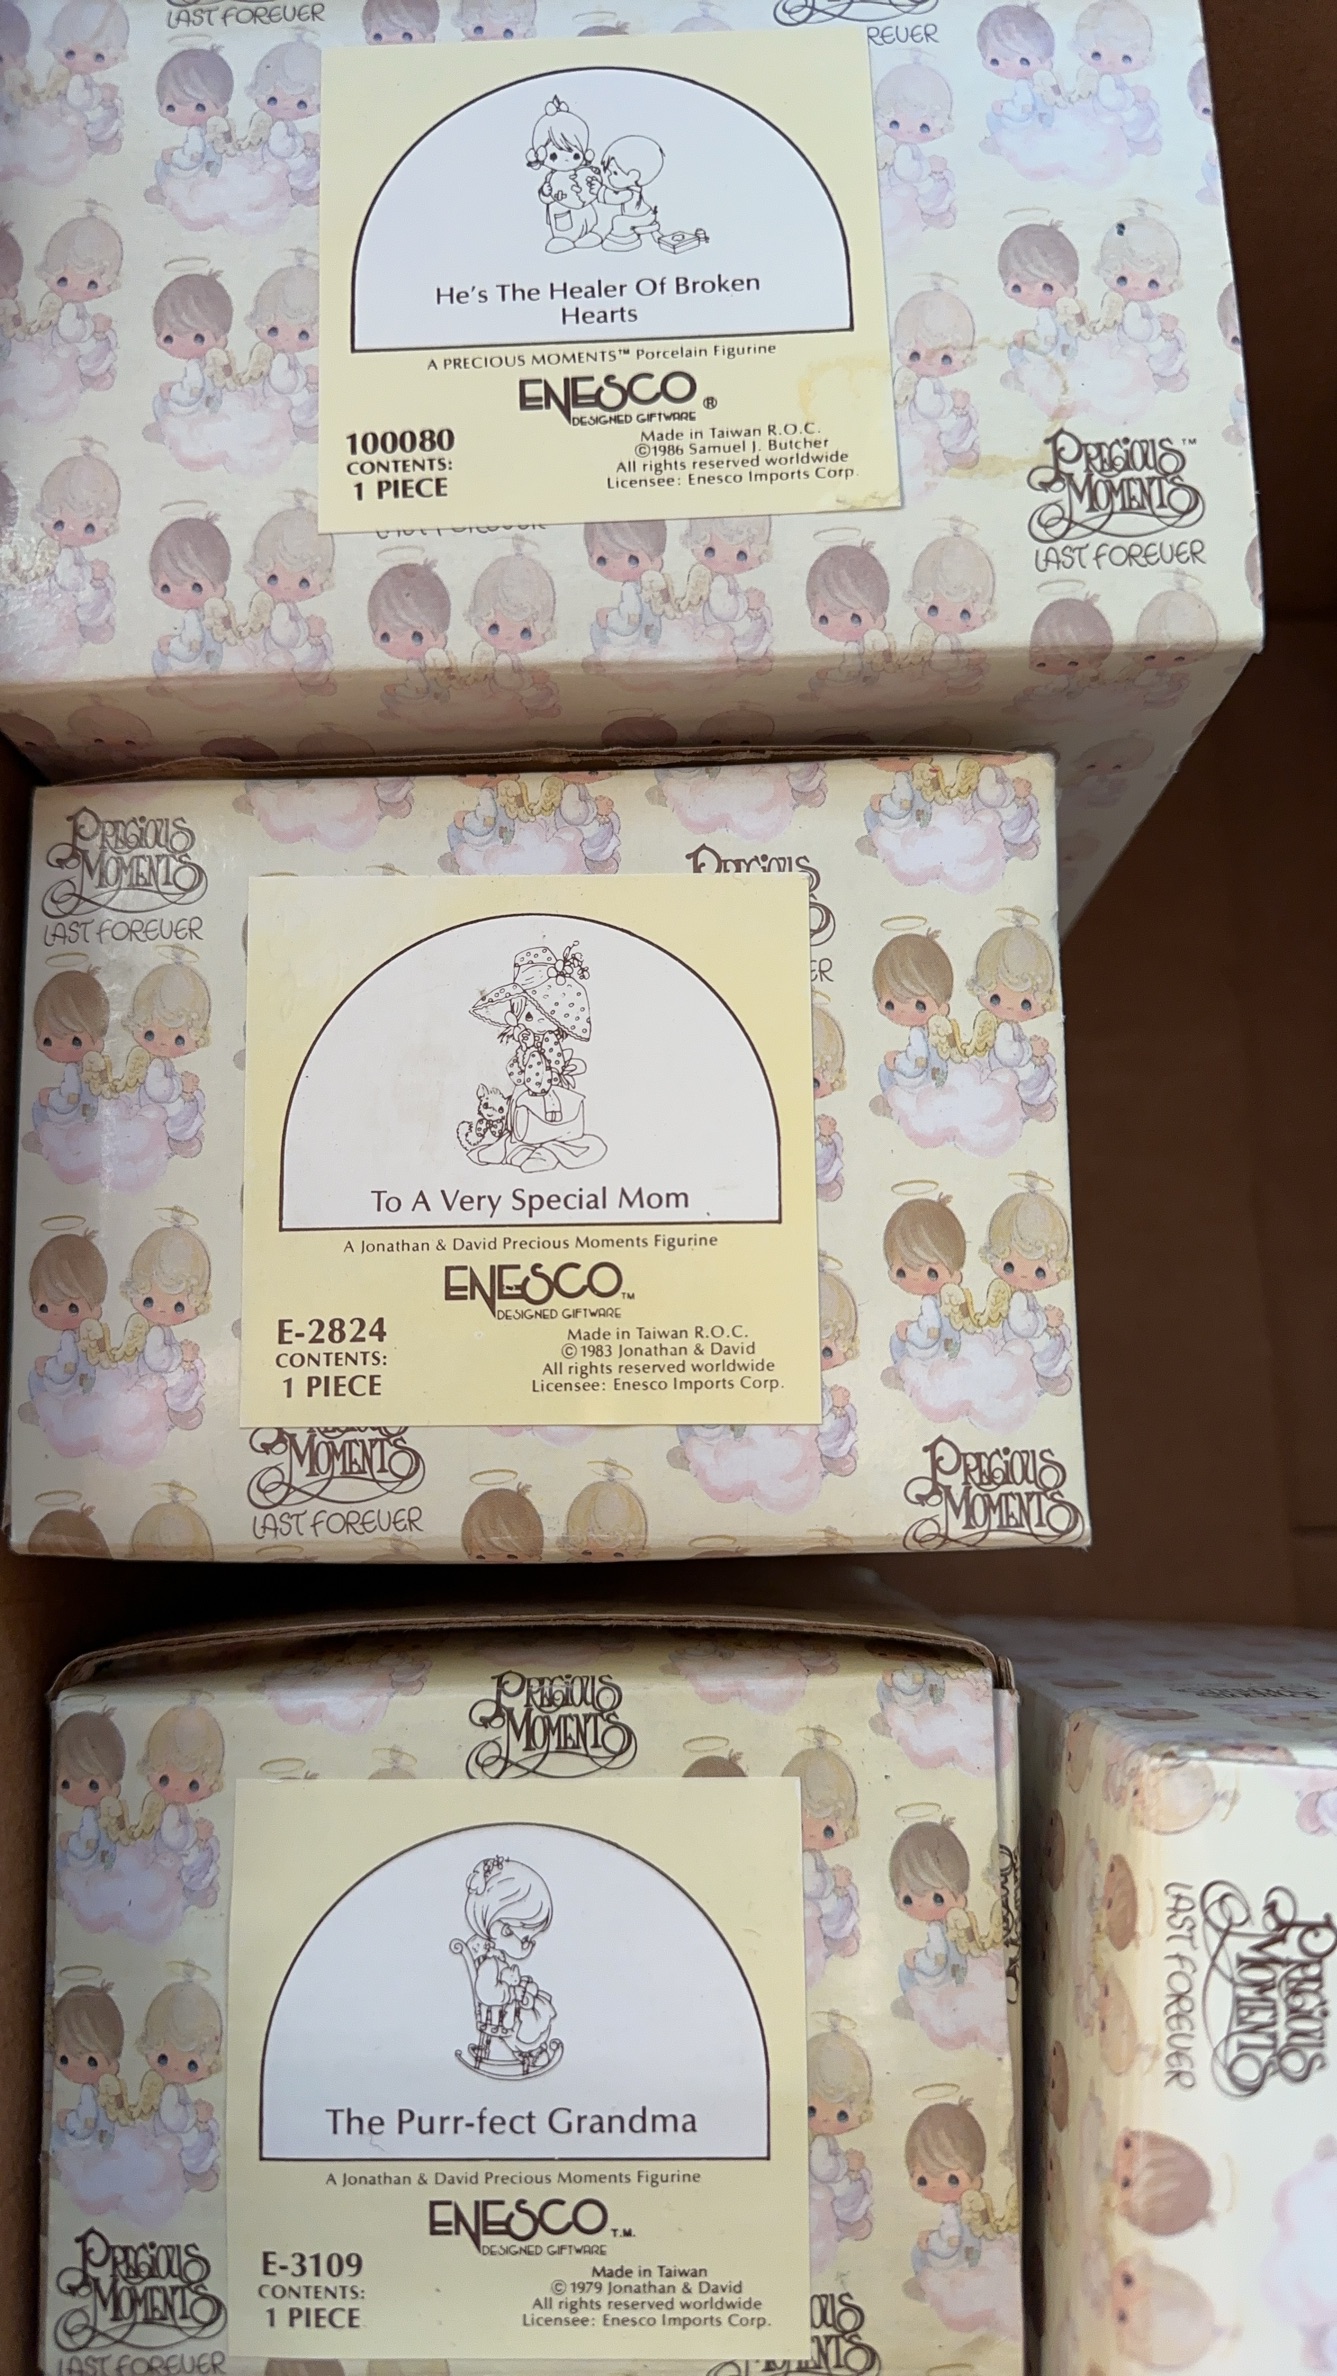 LAST FOREVER
REVER
He's The Healer Of Broken
Hearts
A PRECIOUS MOMENTS™ Porcelain Figurine
ENESCO®
DESIGNED GIFTWARE
100080
CONTENTS:
1 PIECE
Made in Taiwan R.O.C.
©1986 Samuel J. Butcher
All rights reserved worldwide
Licensee: Enesco Imports Corp.
PRECIOUS™
MOMENTS
LAST FOREVER
PRECIOUS
MOMENTS
LAST FOREVER
PRECIOUS
ER
To A Very Special Mom
A Jonathan & David Precious Moments Figurine
ENESCO™
DESIGNED GIFTWARE
E-2824
CONTENTS:
1 PIECE
Made in Taiwan R.O.C.
©1983 Jonathan & David
All rights reserved worldwide
Licensee: Enesco Imports Corp.
MOMENTS
LAST FOREVER
PRECIOUS
MOMENTS
PRECIOUS
MOMENTS
The Purr-fect Grandma
A Jonathan & David Precious Moments Figurine
ENESCO T.M.
DESIGNED GIFTWARE
E-3109
CONTENTS:
1 PIECE
Made in Taiwan
©1979 Jonathan & David
All rights reserved worldwide
Licensee: Enesco Imports Corp.
PRECIOUS
MOMENTS
LAST FOREVER
OUS
MENTS
PRECIOUS
MOMENTS
LAST FOREVER